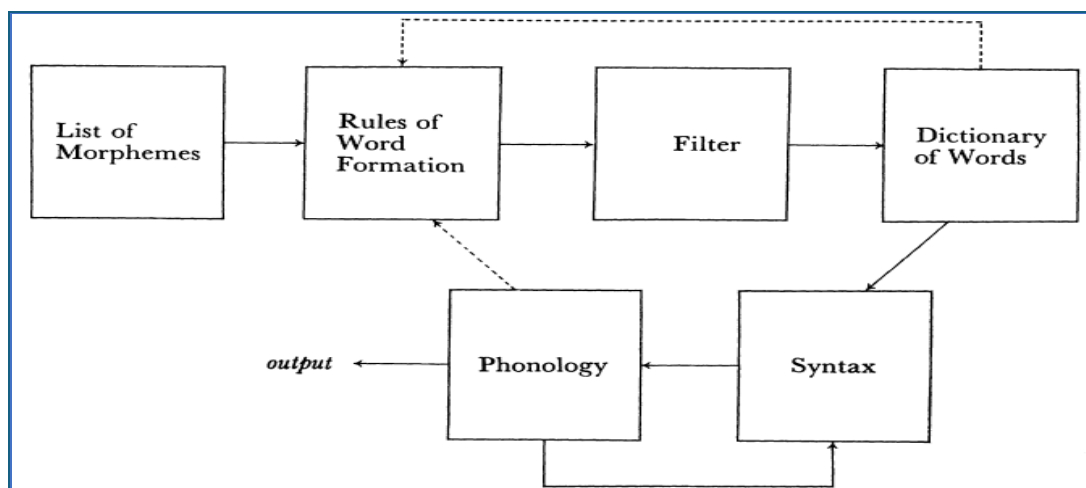 List of
Morphemes
Rules of
Word
Formation
Filter
Dictionary
of Words
output
Phonology
Syntax